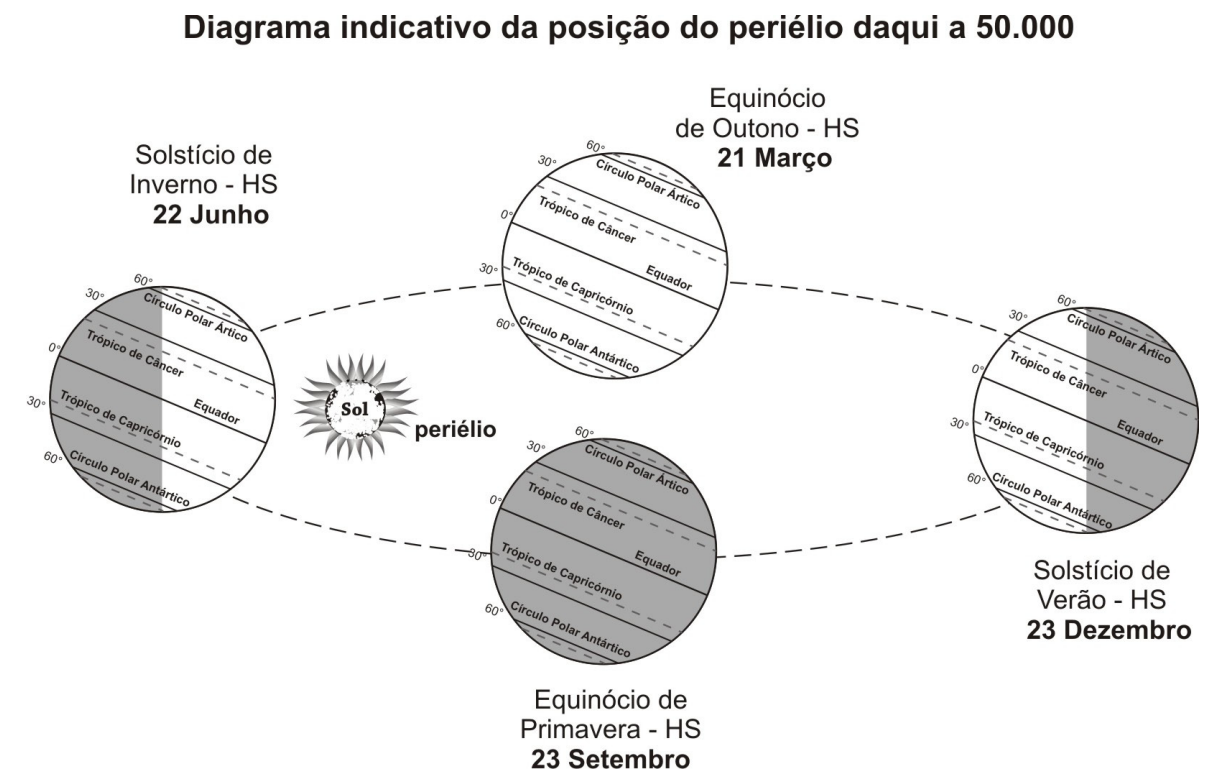 Diagrama indicativo da posição do periélio daqui a 50.000
Equinócio
de Outono - HS
21 Março
Solstício de
Inverno - HS
22 Junho
60°
30°
0°
30°
60°
Círculo Polar Ártico
Trópico de Câncer
Equador
Trópico de Capricórnio
Círculo Polar Antártico
60°
30°
0°
30°
60°
Círculo Polar Ártico
Trópico de Câncer
Equador
Trópico de Capricórnio
Círculo Polar Antártico
Sol
periélio
60°
30°
0°
30°
60°
Círculo Polar Ártico
Trópico de Câncer
Equador
Trópico de Capricórnio
Círculo Polar Antártico
60°
30°
0°
30°
60°
Círculo Polar Ártico
Trópico de Câncer
Equador
Trópico de Capricórnio
Círculo Polar Antártico
Solstício de
Verão - HS
23 Dezembro
Equinócio de
Primavera - HS
23 Setembro